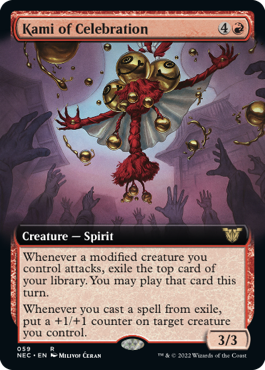 Kami of Celebration 4
Creature — Spirit
Whenever a modified creature you
control attacks, exile the top card of
your library. You may play that card this
turn.
Whenever you cast a spell from exile,
put a +1/+1 counter on target creature
you control.
3/3
059 R
NEC • EN Milivoj Ćeran
™ & © 2022 Wizards of the Coast